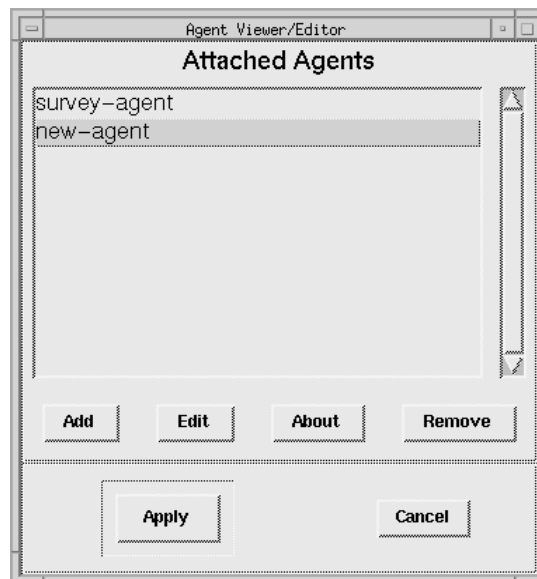 Agent Viewer/Editor
Attached Agents
survey-agent
new-agent
Add Edit About Remove
Apply Cancel